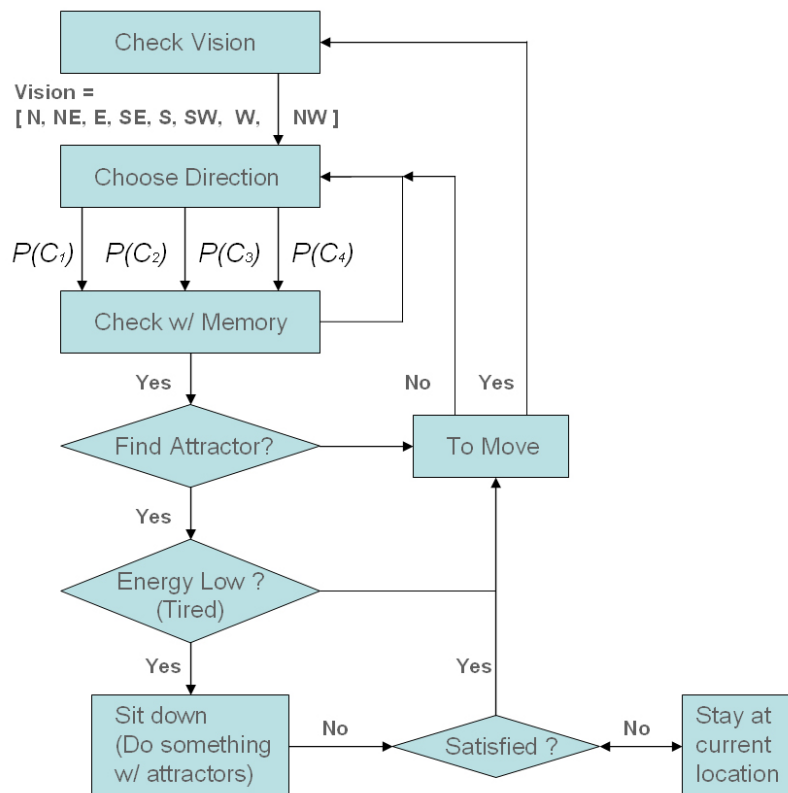 Check Vision
Vision =
[ N, NE, E, SE, S, SW, W, NW ]
Choose Direction
P(C₁) P(C₂) P(C₃) P(C₄)
Check w/ Memory
Yes
No Yes
Find Attractor?
To Move
Yes
Energy Low ?
(Tired)
Yes
Yes
Sit down
(Do something
w/ attractors)
No
Satisfied ?
No
Stay at
current
location